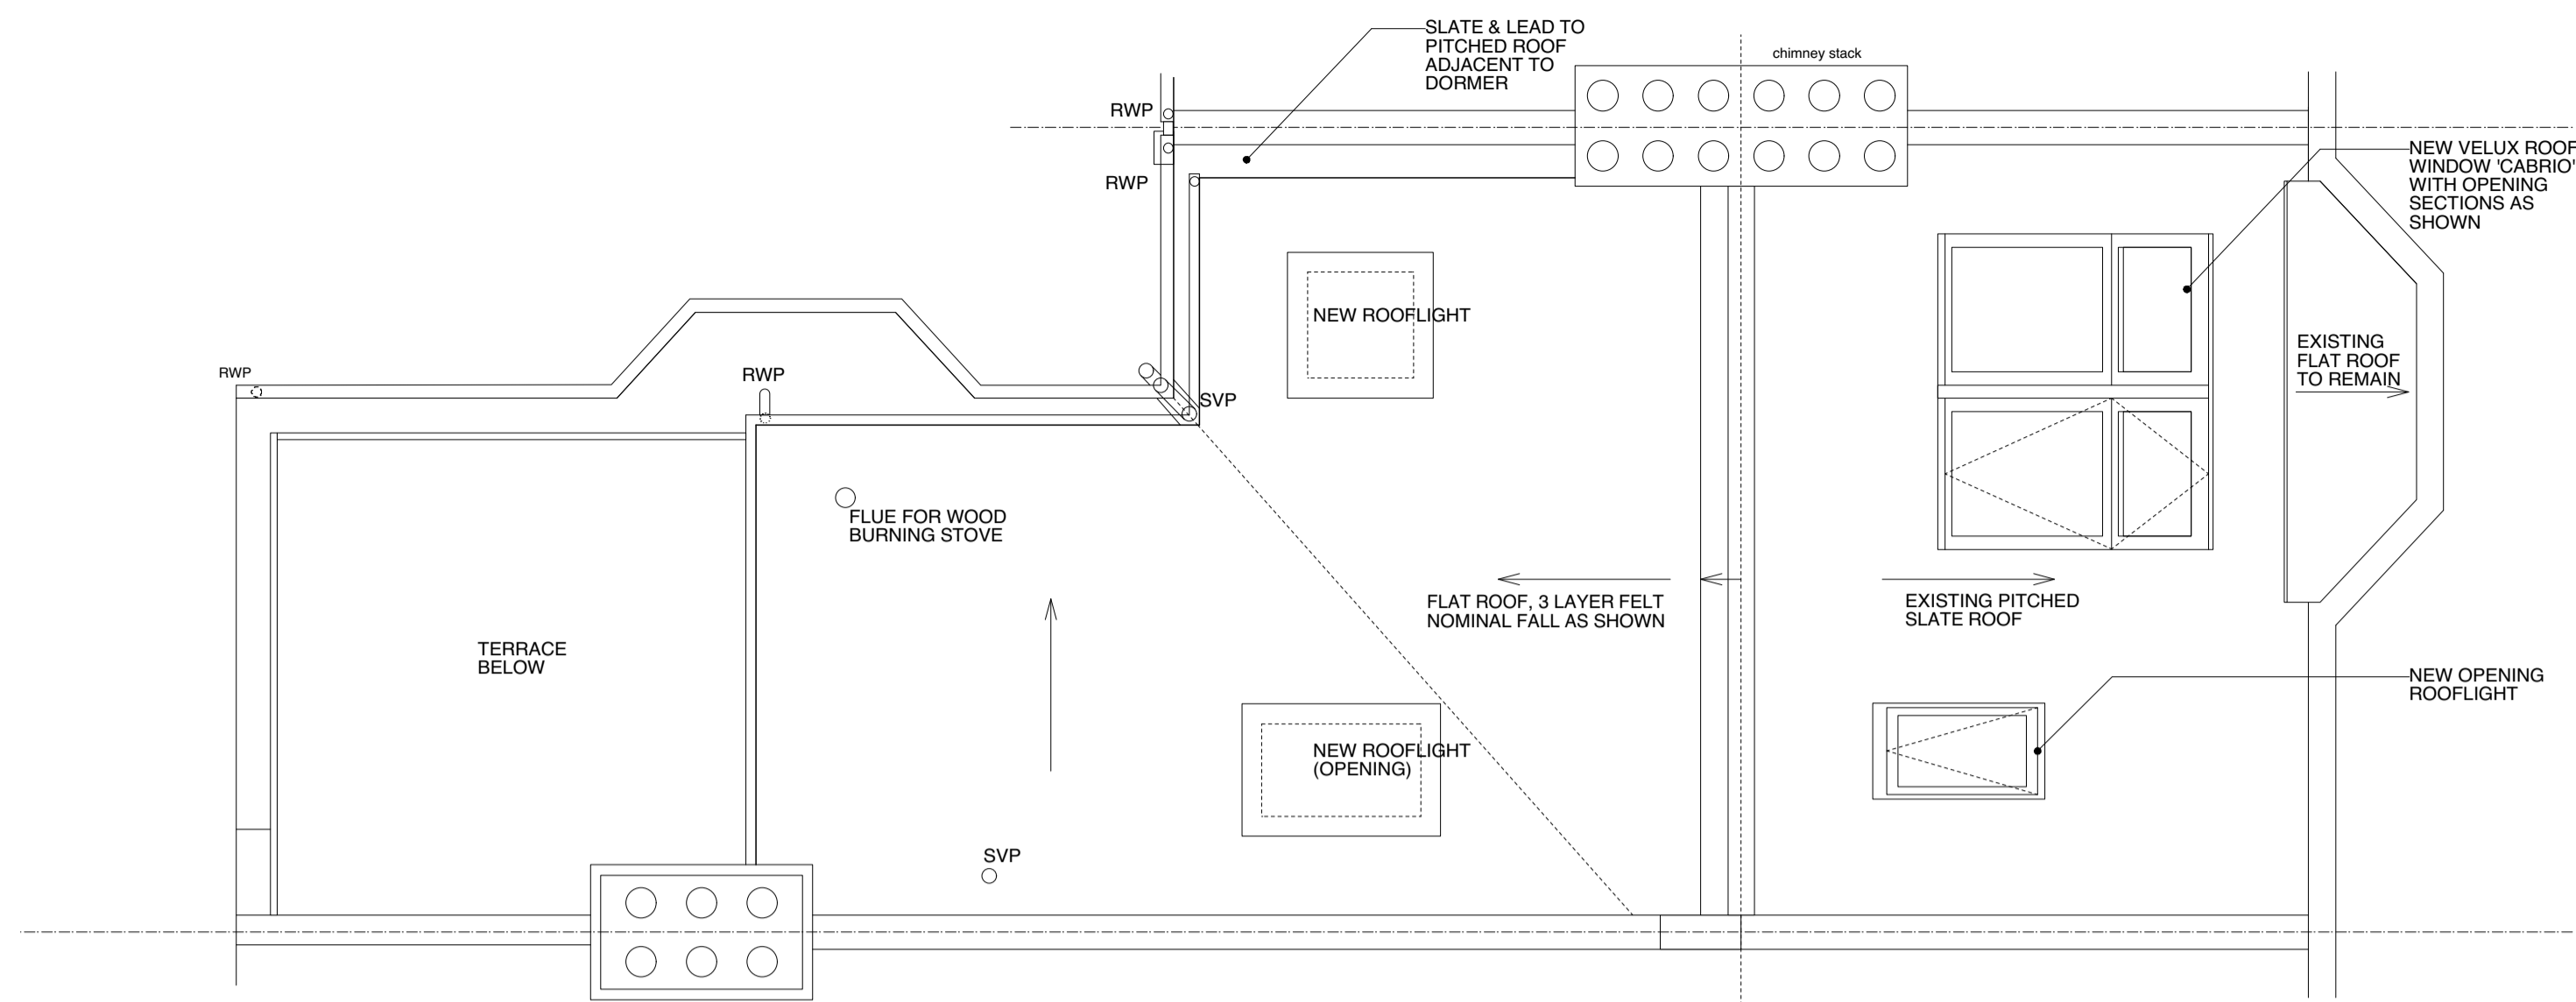 SLATE & LEAD TO
PITCHED ROOF
ADJACENT TO
DORMER
chimney stack
RWP
RWP
NEW VELUX ROOF
WINDOW 'CABRIO'
WITH OPENING
SECTIONS AS
SHOWN
NEW ROOFLIGHT
EXISTING
FLAT ROOF
TO REMAIN
RWP
RWP
SVP
FLUE FOR WOOD
BURNING STOVE
FLAT ROOF, 3 LAYER FELT
NOMINAL FALL AS SHOWN
EXISTING PITCHED
SLATE ROOF
TERRACE
BELOW
NEW OPENING
ROOFLIGHT
NEW ROOFLIGHT
(OPENING)
SVP